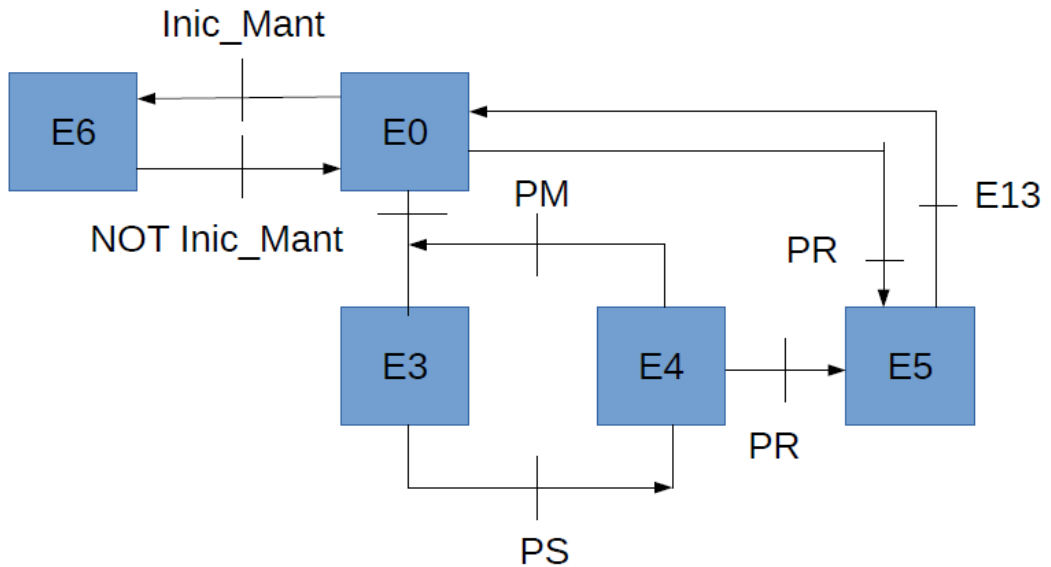 Inic_Mant
E6
E0
NOT Inic_Mant
PM
E13
PR
E3
E4
E5
PR
PS